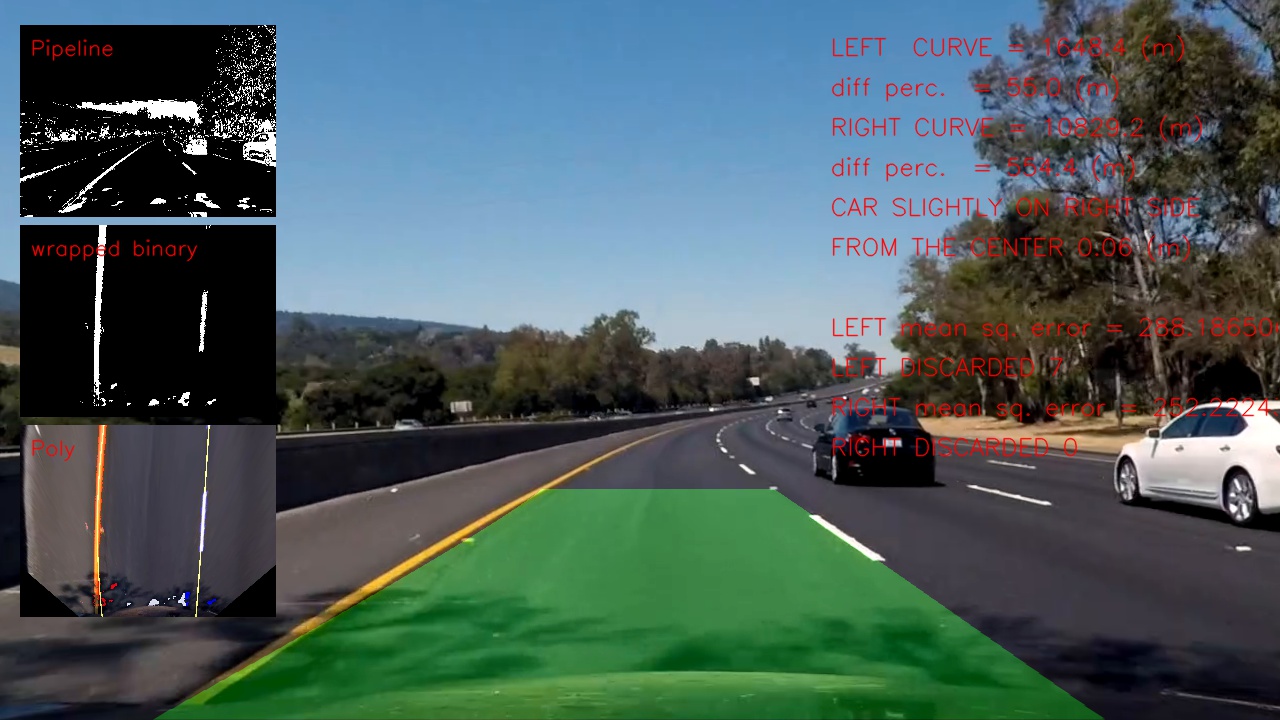 Pipeline
wrapped binary
Poly
LEFT CURVE = 1648.4 (m)
diff perc. = 55.0 (m)
RIGHT CURVE = 10829.2 (m)
diff perc. = 554.4 (m)
CAR SLIGHTLY ON RIGHT SIDE
FROM THE CENTER 0.06 (m)
LEFT mean sq. error = 288.18650
LEFT DISCARDED 7
RIGHT mean sq. error = 252.2224
RIGHT DISCARDED 0